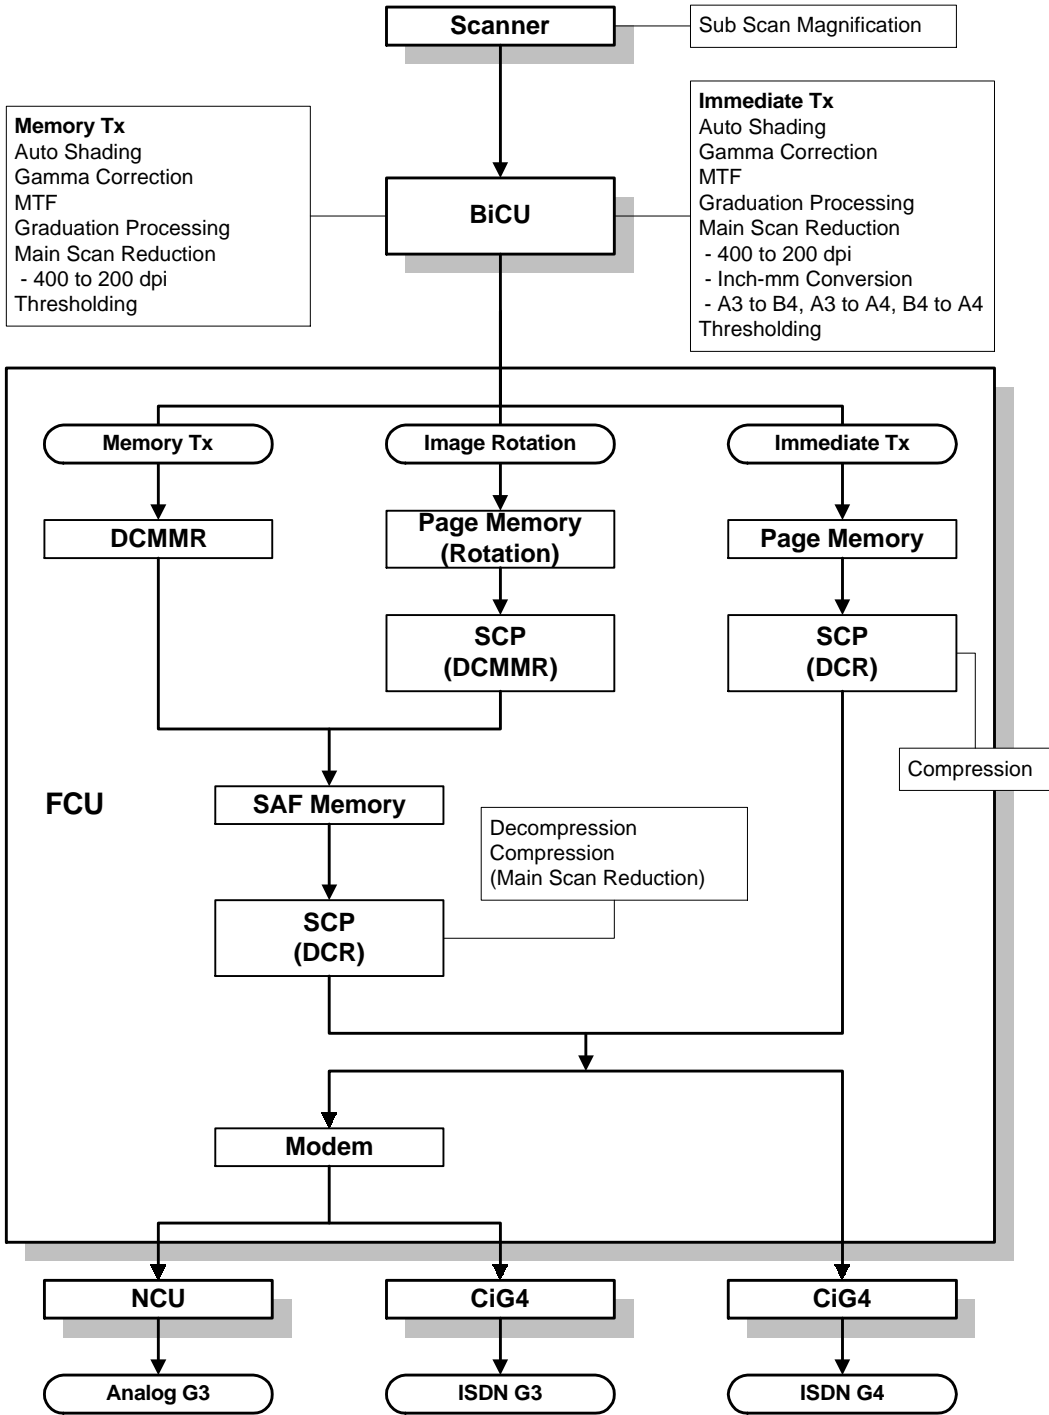 Scanner
Sub Scan Magnification
Memory Tx
Auto Shading
Gamma Correction
MTF
Graduation Processing
Main Scan Reduction
- 400 to 200 dpi
Thresholding
BiCU
Immediate Tx
Auto Shading
Gamma Correction
MTF
Graduation Processing
Main Scan Reduction
- 400 to 200 dpi
- Inch-mm Conversion
- A3 to B4, A3 to A4, B4 to A4
Thresholding
Memory Tx
Image Rotation
Immediate Tx
DCMMR
Page Memory
(Rotation)
Page Memory
SCP
(DCMMR)
SCP
(DCR)
Compression
FCU
SAF Memory
Decompression
Compression
(Main Scan Reduction)
SCP
(DCR)
Modem
NCU
CiG4
CiG4
Analog G3
ISDN G3
ISDN G4